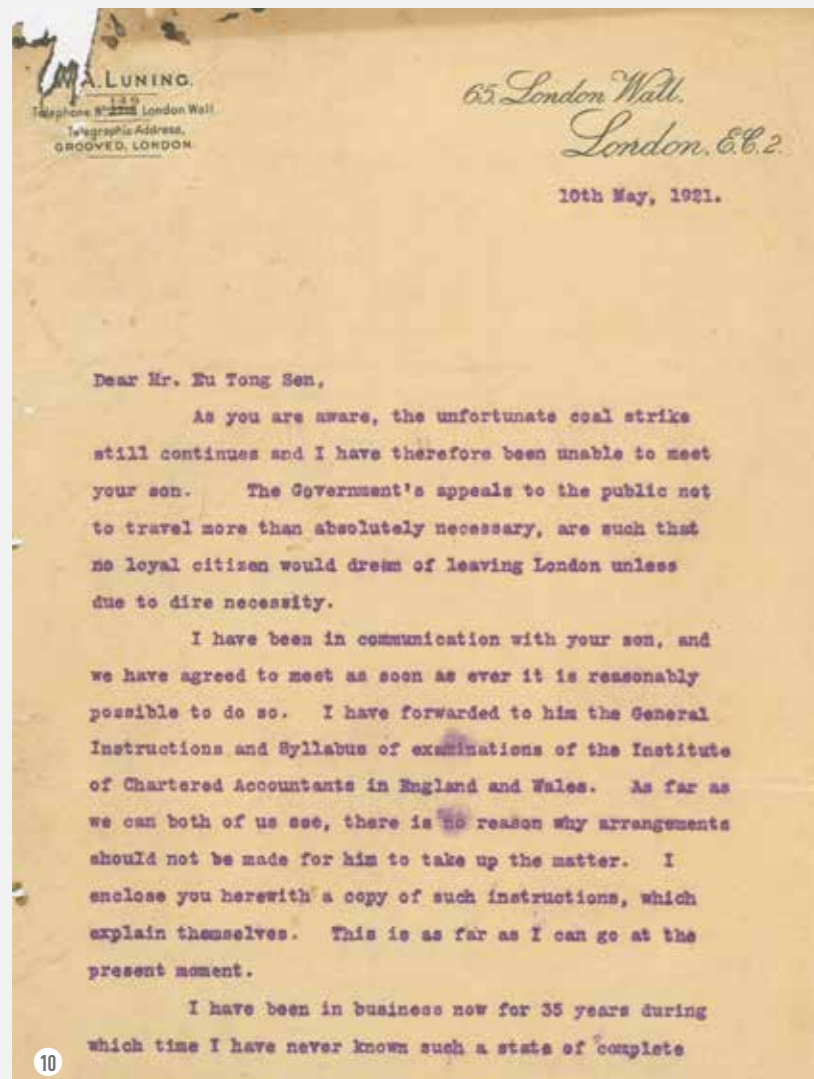 A. LUNING.
Telephone London Wall.
Telegraphic Address,
GROOVED, LONDON.
65. London Wall.
London. E.C. 2.
10th May, 1921.
Dear Mr. Eu Tong Sen,
As you are aware, the unfortunate coal strike
still continues and I have therefore been unable to meet
your son. The Government's appeals to the public not
to travel more than absolutely necessary, are such that
no loyal citizen would dream of leaving London unless
due to dire necessity.
I have been in communication with your son, and
we have agreed to meet as soon as ever it is reasonably
possible to do so. I have forwarded to him the General
Instructions and Syllabus of examinations of the Institute
of Chartered Accountants in England and Wales. As far as
we can both of us see, there is no reason why arrangements
should not be made for him to take up the matter. I
enclose you herewith a copy of such instructions, which
explain themselves. This is as far as I can go at the
present moment.
I have been in business now for 35 years during
which time I have never known such a state of complete
10